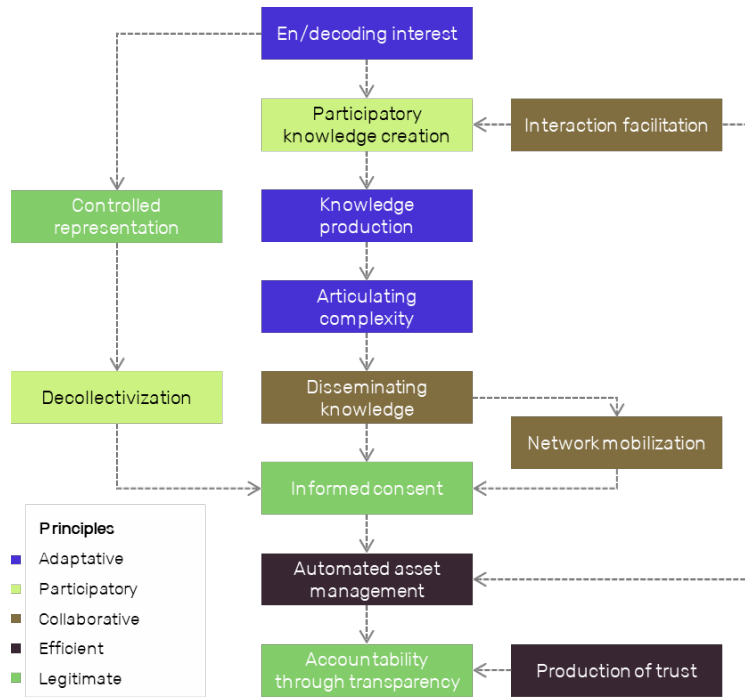 En/decoding interest
Participatory
knowledge creation
Interaction facilitation
Controlled
representation
Knowledge
production
Articulating
complexity
Decollectivization
Disseminating
knowledge
Network mobilization
Informed consent
Principles
Adaptative
Participatory
Collaborative
Efficient
Legitimate
Automated asset
management
Accountability
through transparency
Production of trust